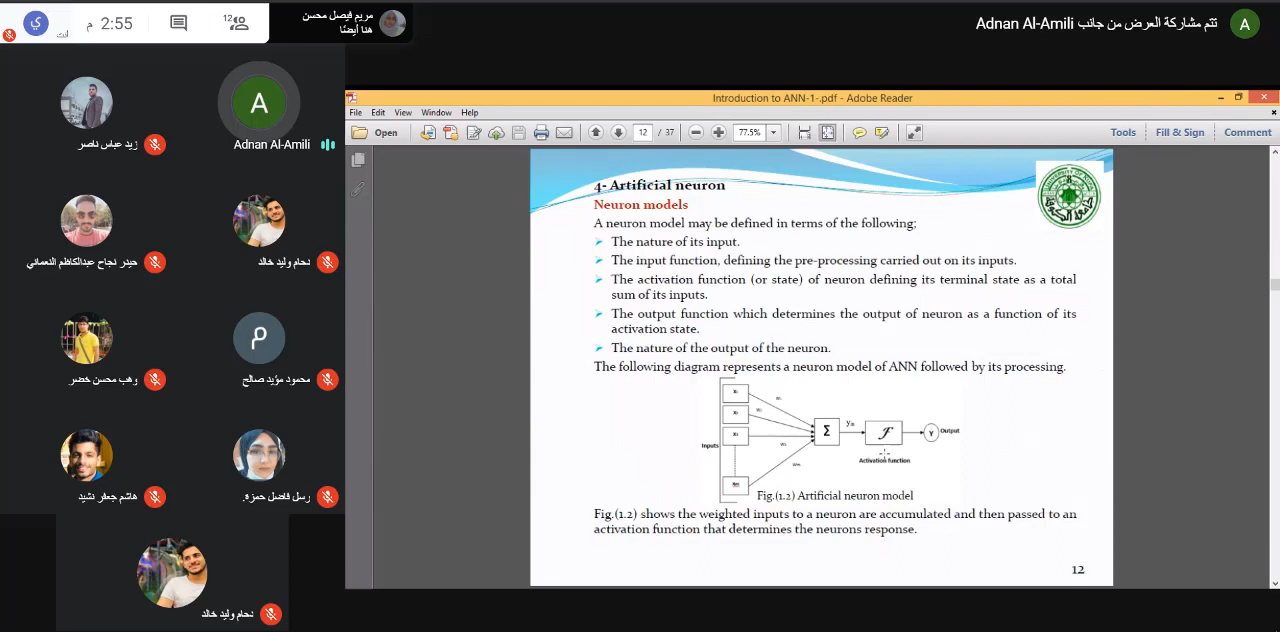 تتم مشاركة العرض من جانب Adnan Al-Amili
A
مريم فيصل محسن
هنا أيضًا
12
2:55 م
ي
أنت
A
Adnan Al-Amili
زيد عباس ناصر
دحام وليد خالد
حيدر نجاح عبدالكاظم النعماني
م
محمود مؤيد صالح
وهب محسن خضر
رسل فاضل حمزة
هاشم جعفر نشيد
دحام وليد خالد
Introduction to ANN-1-.pdf - Adobe Reader
File Edit View Window Help
Open 12 / 37 77.5% Tools Fill & Sign Comment
4- Artificial neuron
Neuron models
A neuron model may be defined in terms of the following;
The nature of its input.
The input function, defining the pre-processing carried out on its inputs.
The activation function (or state) of neuron defining its terminal state as a total
sum of its inputs.
The output function which determines the output of neuron as a function of its
activation state.
The nature of the output of the neuron.
The following diagram represents a neuron model of ANN followed by its processing.
Inputs
X₁
X₂
X₃
Xₘ
Σ
F
Y
Output
Activation function
Fig.(1.2) Artificial neuron model
Fig.(1.2) shows the weighted inputs to a neuron are accumulated and then passed to an
activation function that determines the neurons response.
12